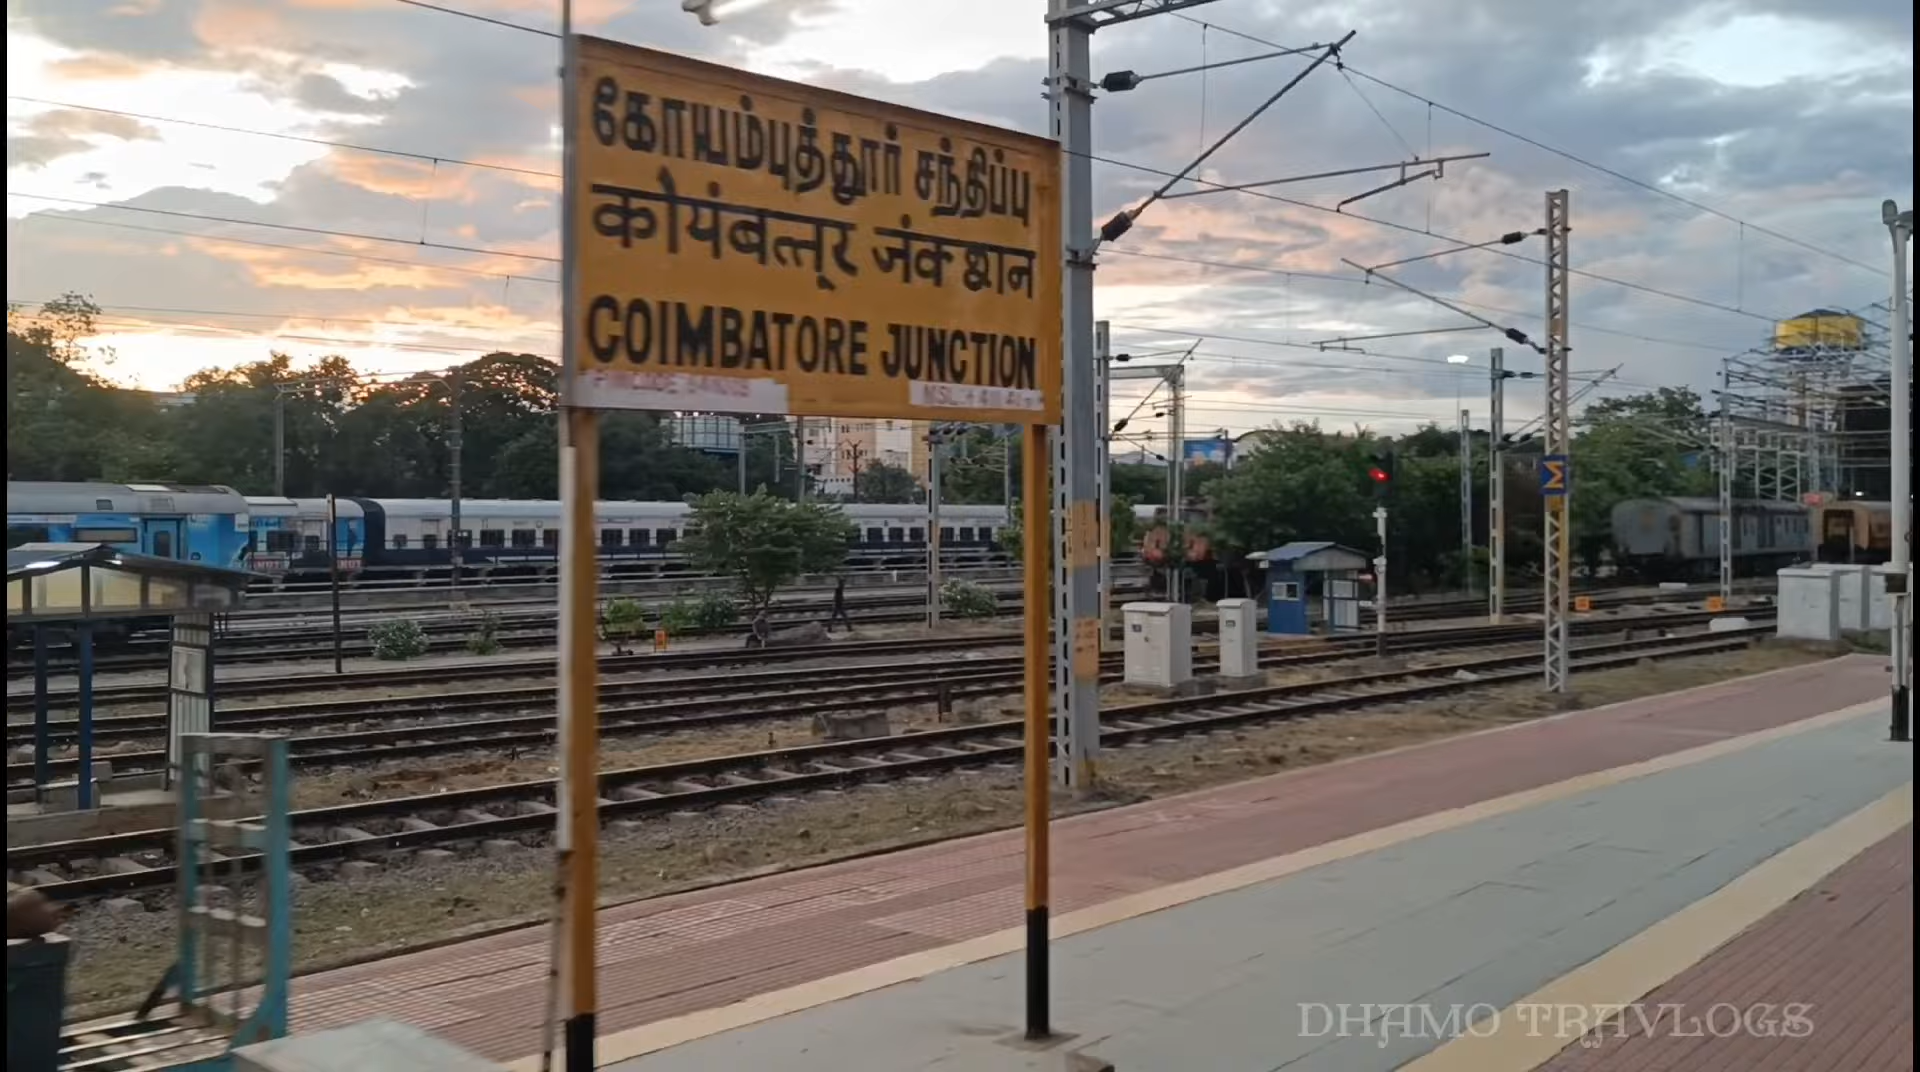 கோயம்புத்தூர் சந்திப்பு
कोयंबत्तूर जंक्शन
COIMBATORE JUNCTION
DHAMO TRAVLOGS